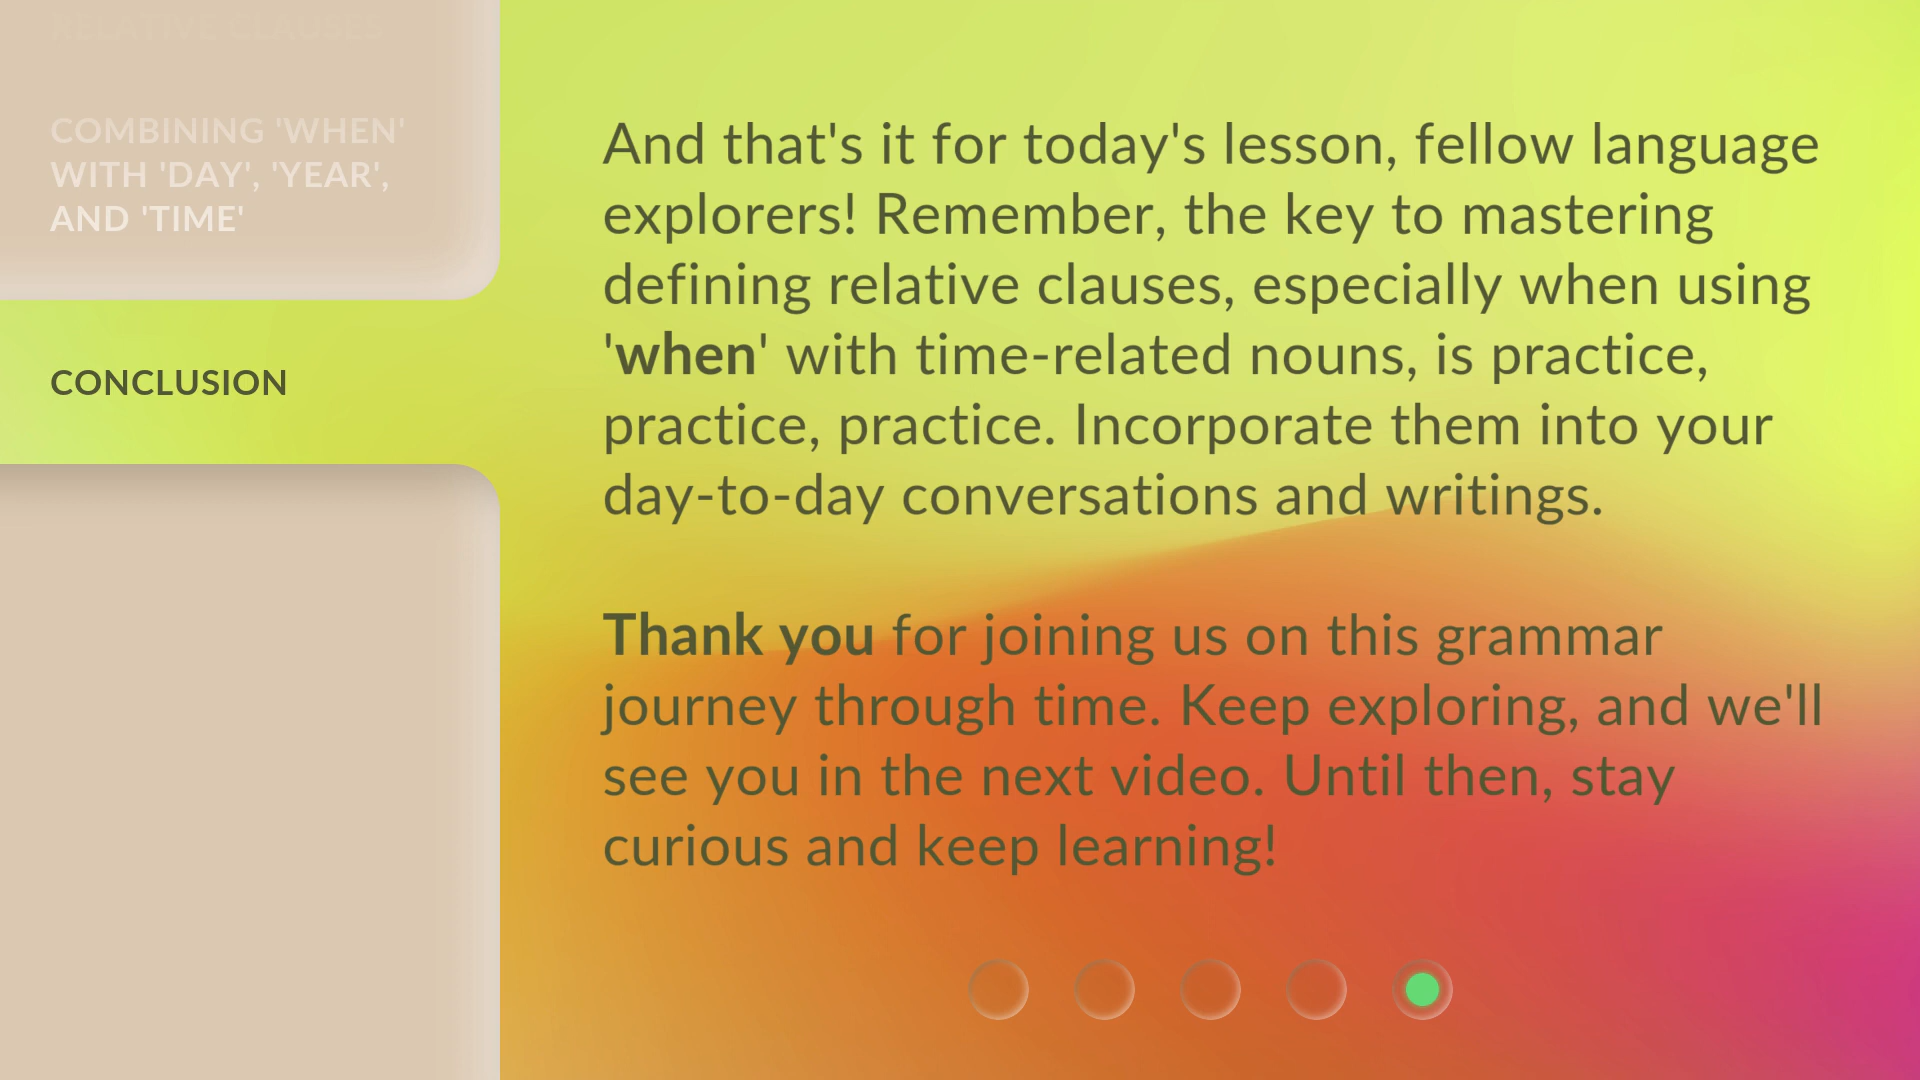 RELATIVE CLAUSES
COMBINING 'WHEN'
WITH 'DAY', 'YEAR',
AND 'TIME'
CONCLUSION
And that's it for today's lesson, fellow language
explorers! Remember, the key to mastering
defining relative clauses, especially when using
'when' with time-related nouns, is practice,
practice, practice. Incorporate them into your
day-to-day conversations and writings.
Thank you for joining us on this grammar
journey through time. Keep exploring, and we'll
see you in the next video. Until then, stay
curious and keep learning!